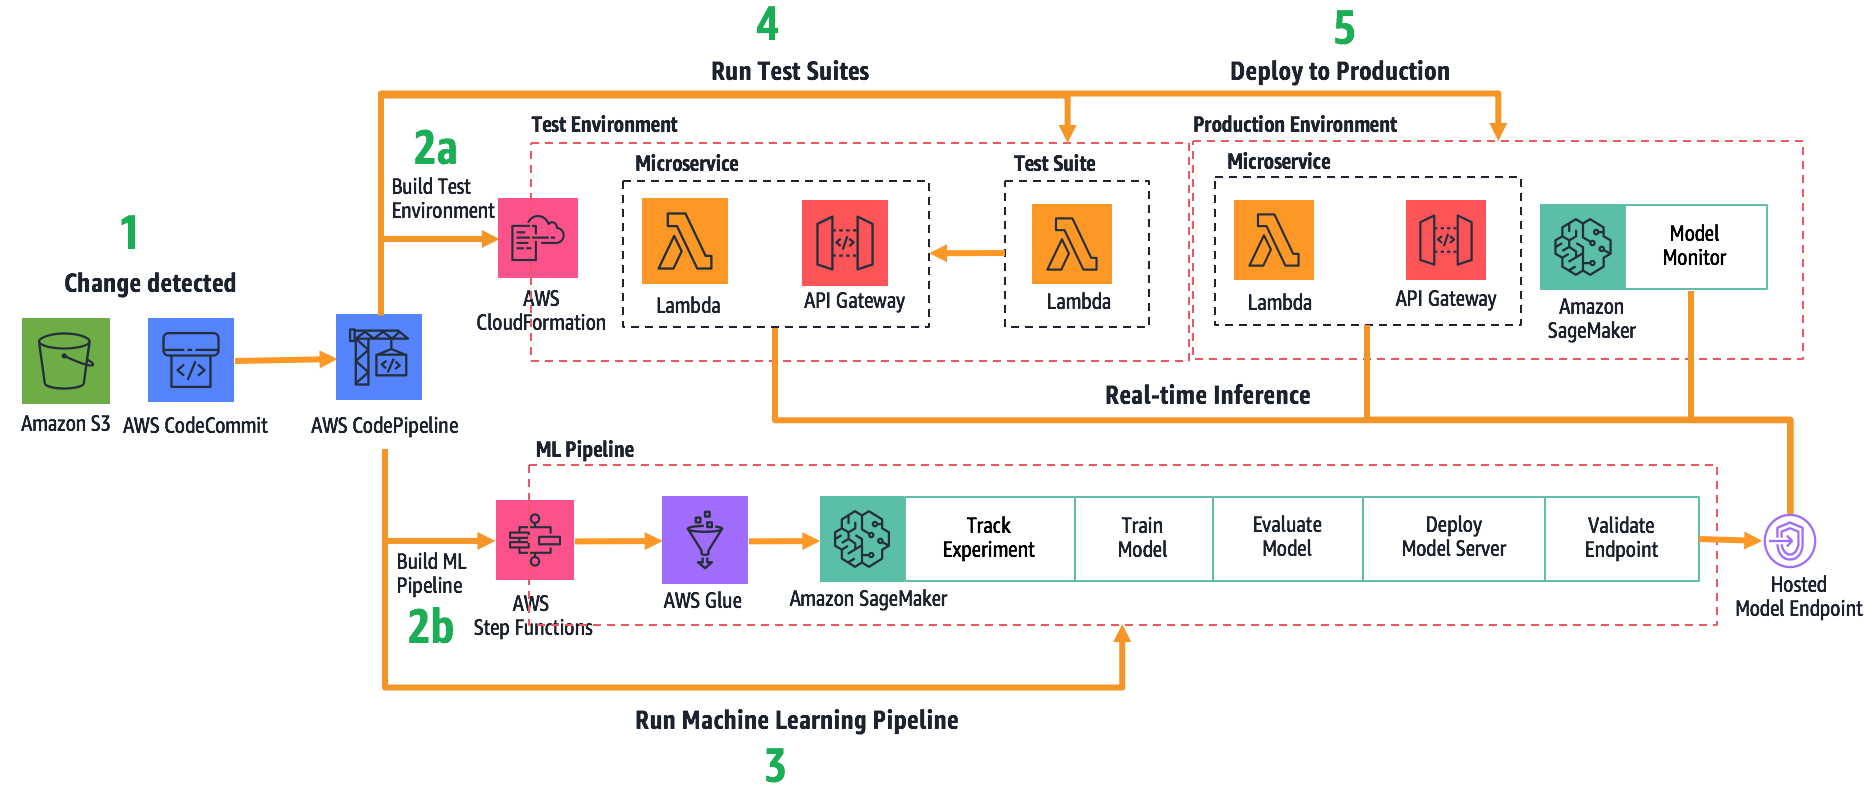 4
5
Run Test Suites
Deploy to Production
Test Environment
Production Environment
2a
Microservice
Test Suite
Microservice
Build Test
Environment
1
Change detected
Model
Monitor
AWS
CloudFormation
Lambda
API Gateway
Lambda
Lambda
API Gateway
Amazon
SageMaker
Amazon S3
AWS CodeCommit
AWS CodePipeline
Real-time Inference
ML Pipeline
Build ML
Pipeline
2b
AWS
Step Functions
AWS Glue
Amazon SageMaker
Track
Experiment
Train
Model
Evaluate
Model
Deploy
Model Server
Validate
Endpoint
Hosted
Model Endpoint
Run Machine Learning Pipeline
3